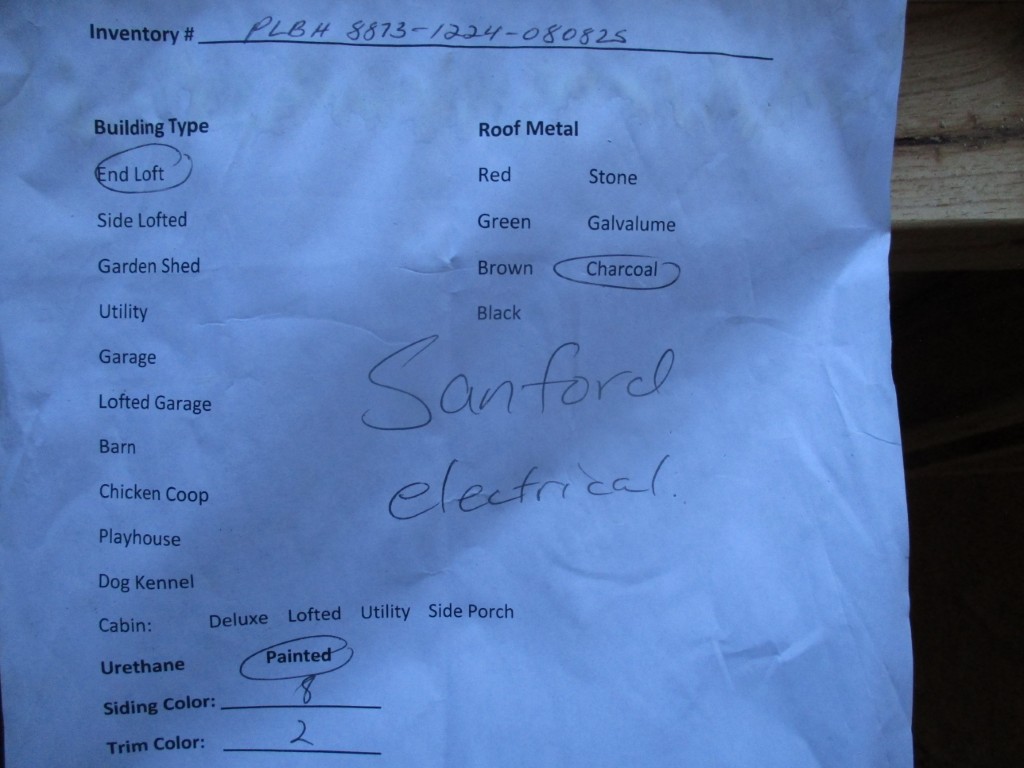 Inventory # PLBH 8873-1224-080825
Building Type Roof Metal
End Loft Red Stone
Side Lofted Green Galvalume
Garden Shed Brown Charcoal
Utility Black
Garage
Sanford
Lofted Garage
Barn
electrical.
Chicken Coop
Playhouse
Dog Kennel
Cabin: Deluxe Lofted Utility Side Porch
Urethane Painted
Siding Color: 8
Trim Color: 2